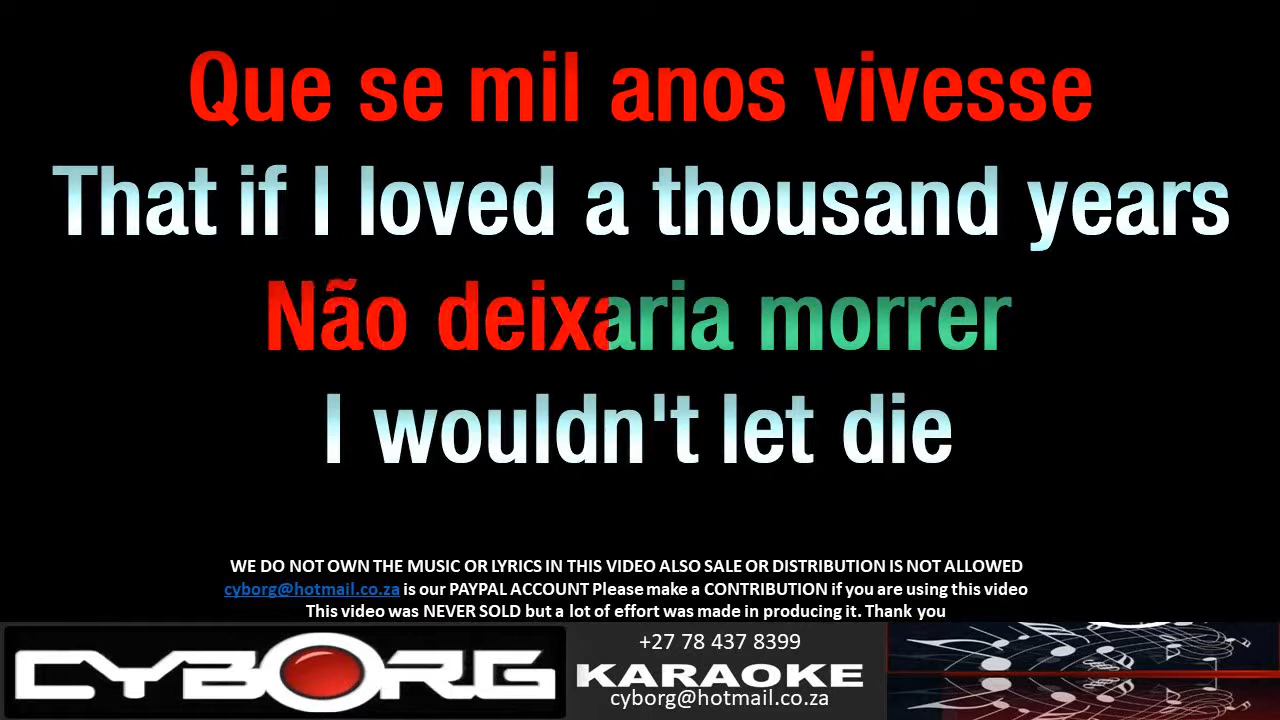 Que se mil anos vivesse
That if I loved a thousand years
Não deixaria morrer
I wouldn't let die
WE DO NOT OWN THE MUSIC OR LYRICS IN THIS VIDEO ALSO SALE OR DISTRIBUTION IS NOT ALLOWED
cyborg@hotmail.co.za is our PAYPAL ACCOUNT Please make a CONTRIBUTION if you are using this video
This video was NEVER SOLD but a lot of effort was made in producing it. Thank you
CYBORG
+27 78 437 8399
KARAOKE
cyborg@hotmail.co.za